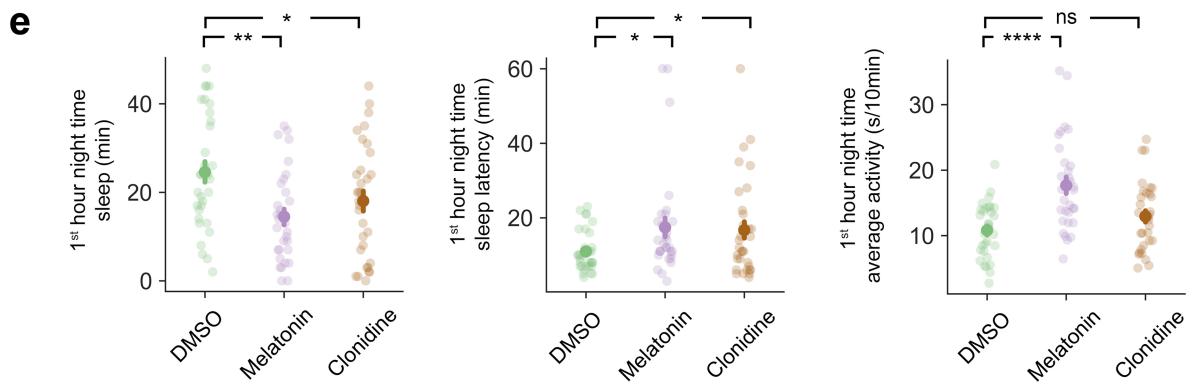 e
*
**
1st hour night time
sleep (min)
40
20
0
DMSO
Melatonin
Clonidine
*
*
1st hour night time
sleep latency (min)
60
40
20
DMSO
Melatonin
Clonidine
ns
****
1st hour night time
average activity (s/10min)
30
20
10
DMSO
Melatonin
Clonidine